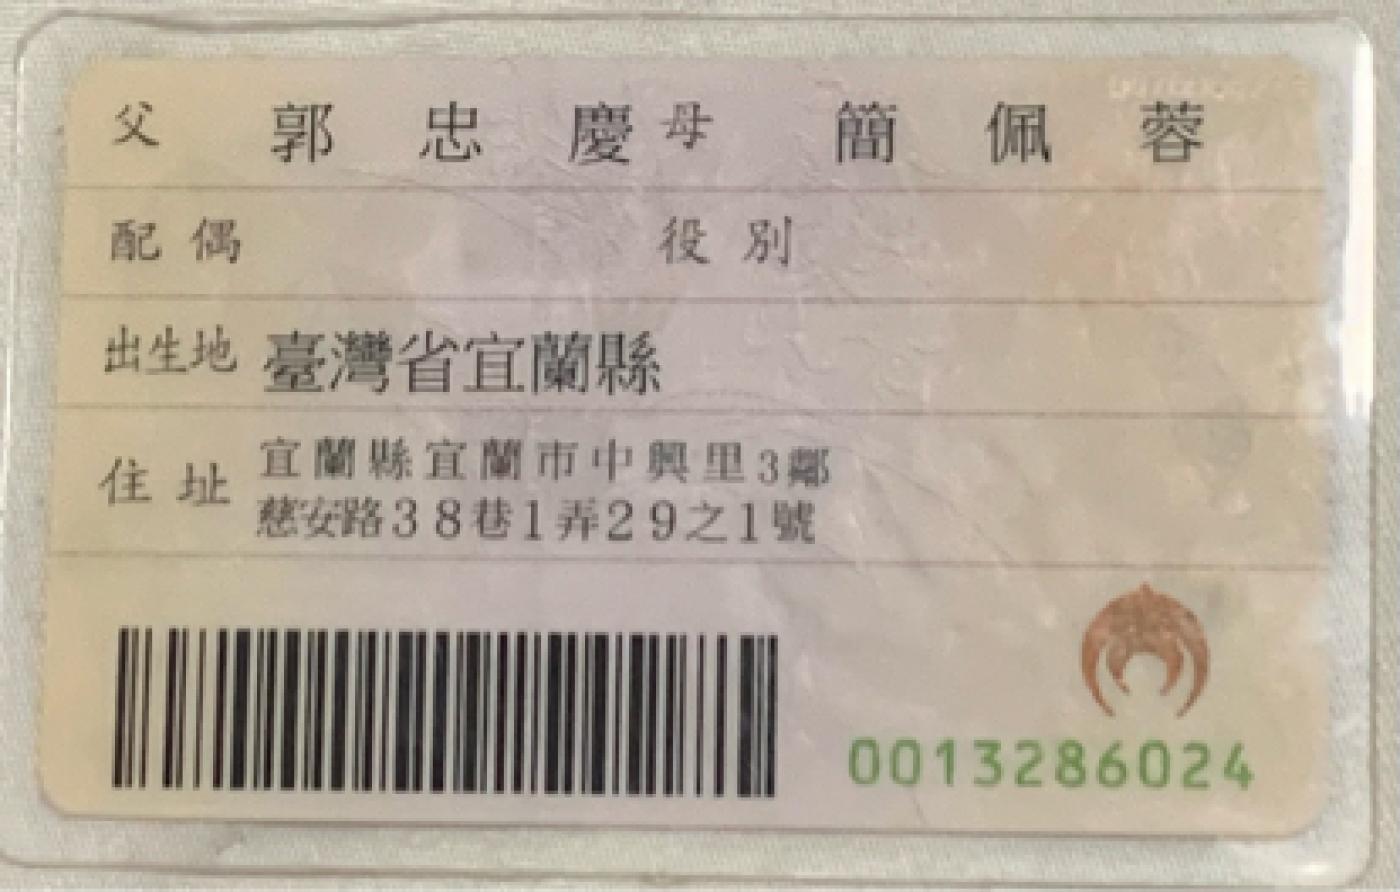 父 郭忠慶 母 簡佩蓉
配偶 役別
出生地 臺灣省宜蘭縣
住址 宜蘭縣宜蘭市中興里3鄰
慈安路38巷1弄29之1號
0013286024